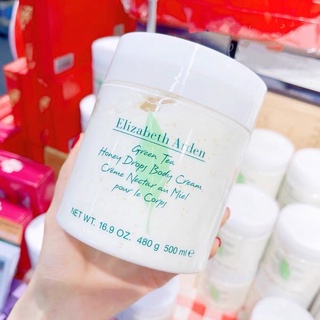 Elizabeth Arden
Green Tea
Honey Drops Body Cream
Crème Nectar au Miel
pour le Corps
NET. WT. 16.9 OZ. 480 g 500 ml e